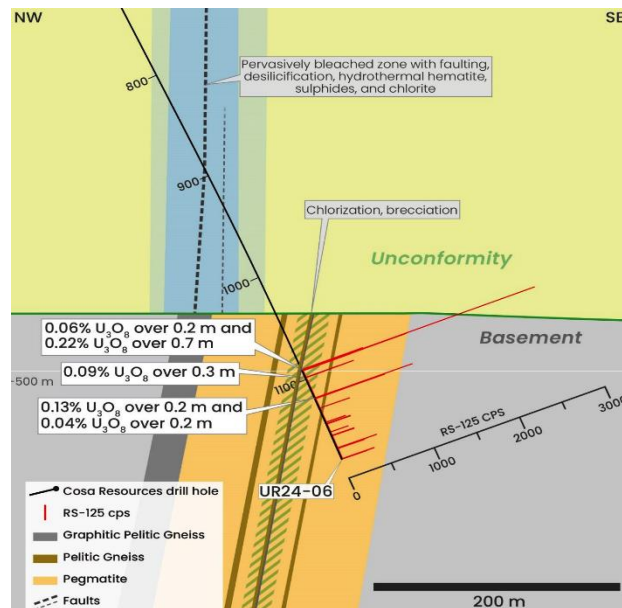 NW
SE
Pervasively bleached zone with faulting,
desilicification, hydrothermal hematite,
sulphides, and chlorite
800
900
Chlorization, brecciation
1000
Unconformity
0.06% U₃O₈ over 0.2 m and
0.22% U₃O₈ over 0.7 m
Basement
0.09% U₃O₈ over 0.3 m
-500 m
1100
0.13% U₃O₈ over 0.2 m and
0.04% U₃O₈ over 0.2 m
RS-125 CPS
0
1000
2000
3000
UR24-06
Cosa Resources drill hole
RS-125 cps
Graphitic Pelitic Gneiss
Pelitic Gneiss
Pegmatite
Faults
200 m